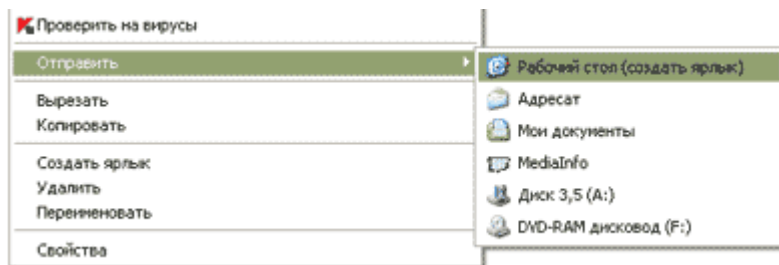 Проверить на вирусы
Отправить
Вырезать
Копировать
Создать ярлык
Удалить
Переименовать
Свойства
Рабочий стол (создать ярлык)
Адресат
Мои документы
MediaInfo
Диск 3,5 (A:)
DVD-RAM дисковод (F:)